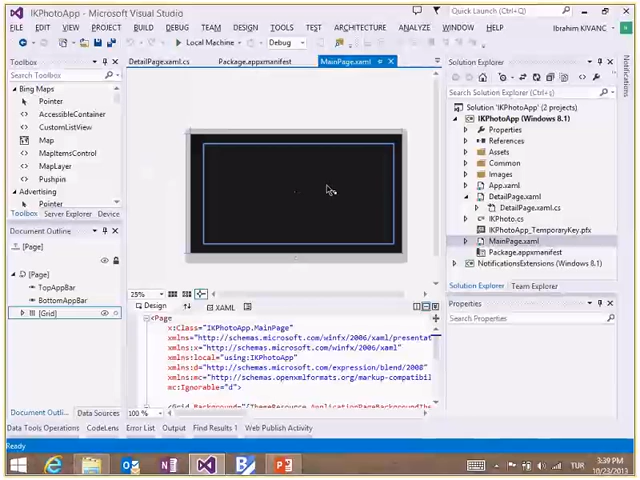 IKPhotoApp - Microsoft Visual Studio
Quick Launch (Ctrl+Q)
FILE EDIT VIEW PROJECT BUILD DEBUG TEAM DESIGN TOOLS TEST ARCHITECTURE ANALYZE WINDOW HELP Ibrahim KIVANC
Local Machine Debug
Toolbox
DetailPage.xaml.cs Package.appxmanifest MainPage.xaml
Solution Explorer
Search Toolbox
Bing Maps
Pointer
AccessibleContainer
CustomListView
Map
MapItemsControl
MapLayer
Pushpin
Advertising
Pointer
Toolbox Server Explorer Device
Search Solution Explorer (Ctrl+;)
Solution 'IKPhotoApp' (2 projects)
IKPhotoApp (Windows 8.1)
Properties
References
Assets
Common
Images
App.xaml
DetailPage.xaml
DetailPage.xaml.cs
IKPhoto.cs
IKPhotoApp_TemporaryKey.pfx
MainPage.xaml
Package.appxmanifest
NotificationsExtensions (Windows 8.1)
Solution Explorer Team Explorer
Document Outline
[Page]
[Page]
TopAppBar
BottomAppBar
[Grid]
Document Outli... Data Sources
25%
Design XAML
<Page
x:Class="IKPhotoApp.MainPage"
xmlns="http://schemas.microsoft.com/winfx/2006/xaml/presentat
xmlns:x="http://schemas.microsoft.com/winfx/2006/xaml"
xmlns:local="using:IKPhotoApp"
xmlns:d="http://schemas.microsoft.com/expression/blend/2008"
xmlns:mc="http://schemas.openxmlformats.org/markup-compatibil
mc:Ignorable="d">
<Grid Background="{ThemeResource ApplicationPageBackgroundThe
100 %
Properties
Search Properties
Data Tools Operations CodeLens Error List Output Find Results 1 Web Publish Activity
Ready
TUR
3:39 PM
10/23/2013